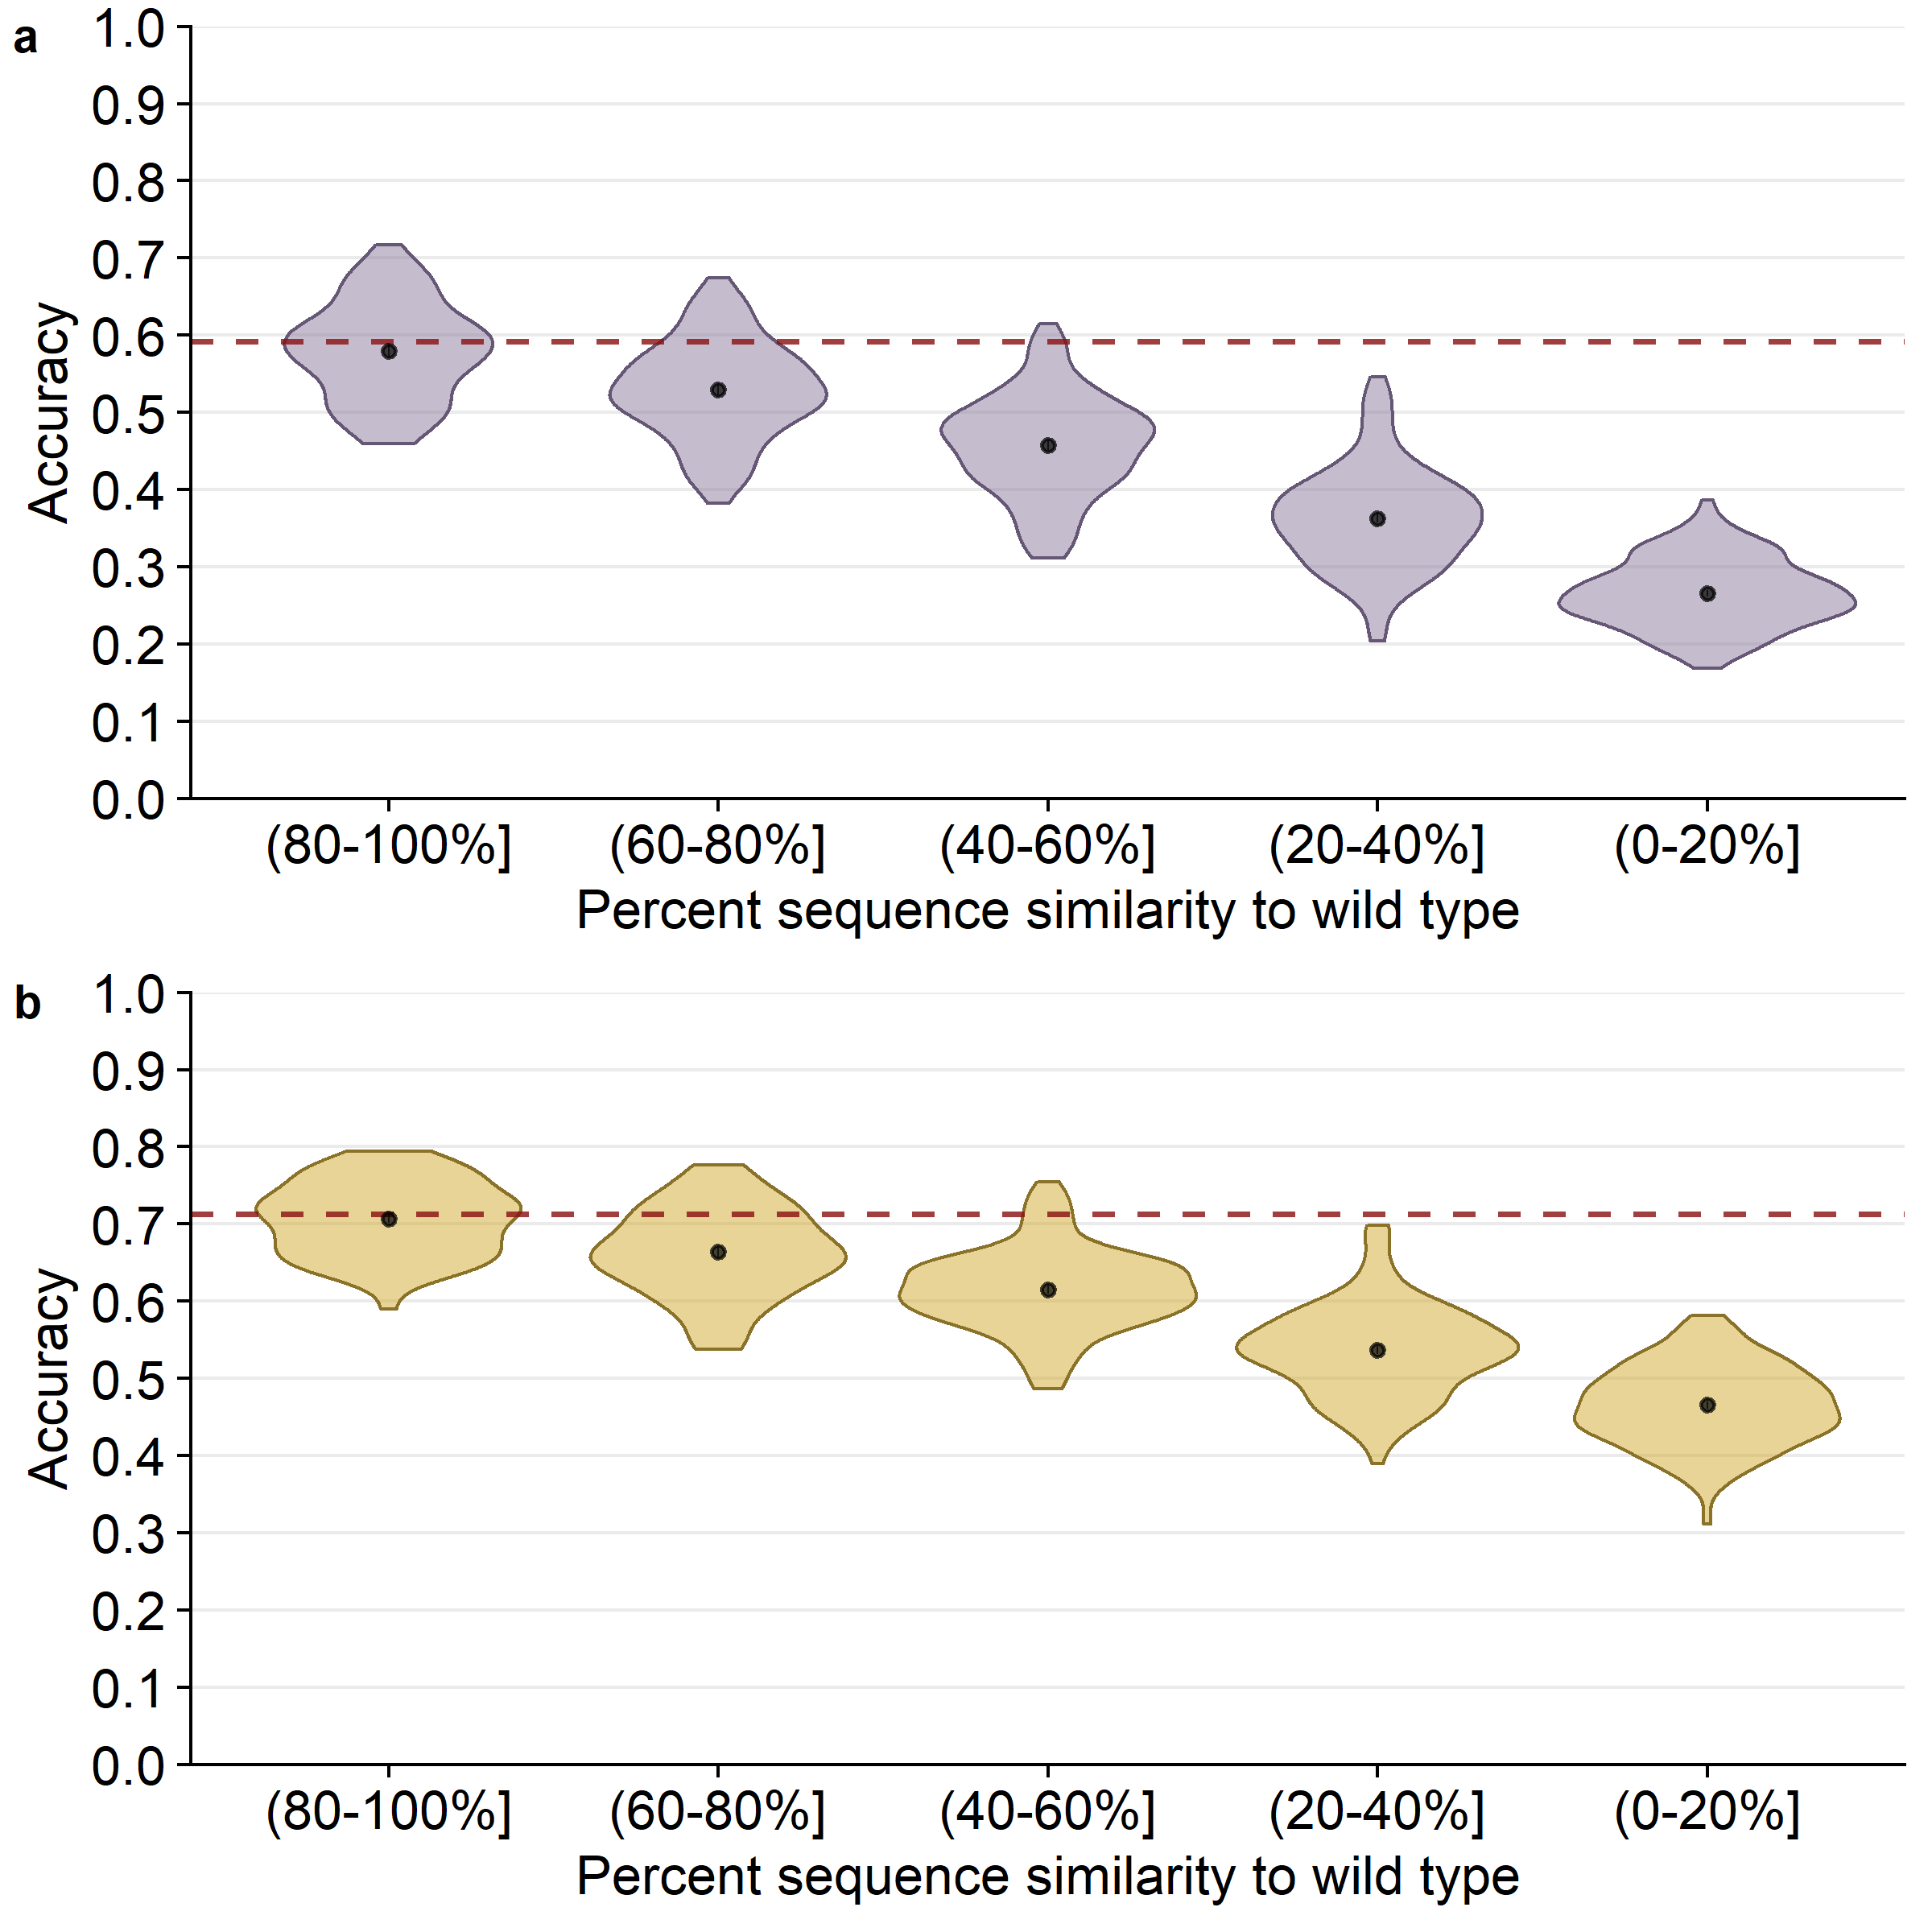 a
1.0
0.9
0.8
0.7
0.6
0.5
0.4
0.3
0.2
0.1
0.0
Accuracy
(80-100%] (60-80%] (40-60%] (20-40%] (0-20%]
Percent sequence similarity to wild type
b
1.0
0.9
0.8
0.7
0.6
0.5
0.4
0.3
0.2
0.1
0.0
Accuracy
(80-100%] (60-80%] (40-60%] (20-40%] (0-20%]
Percent sequence similarity to wild type